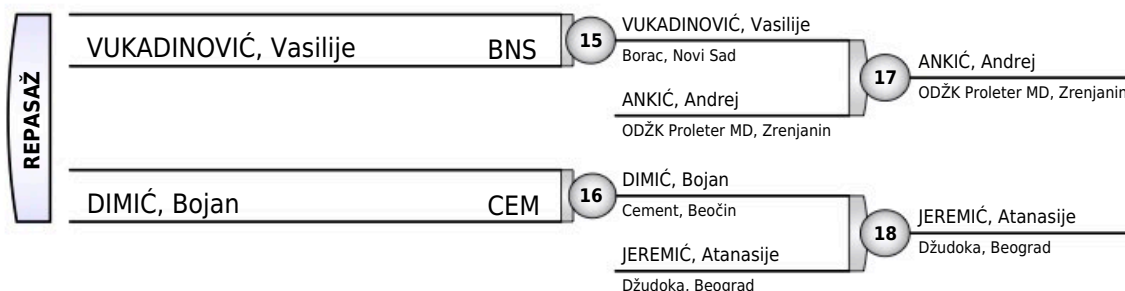 REPASAŽ
VUKADINOVIĆ, Vasilije BNS
15
VUKADINOVIĆ, Vasilije
Borac, Novi Sad
ANKIĆ, Andrej
ODŽK Proleter MD, Zrenjanin
17
ANKIĆ, Andrej
ODŽK Proleter MD, Zrenjanin
DIMIĆ, Bojan CEM
16
DIMIĆ, Bojan
Cement, Beočin
JEREMIĆ, Atanasije
Džudoka, Beograd
18
JEREMIĆ, Atanasije
Džudoka, Beograd